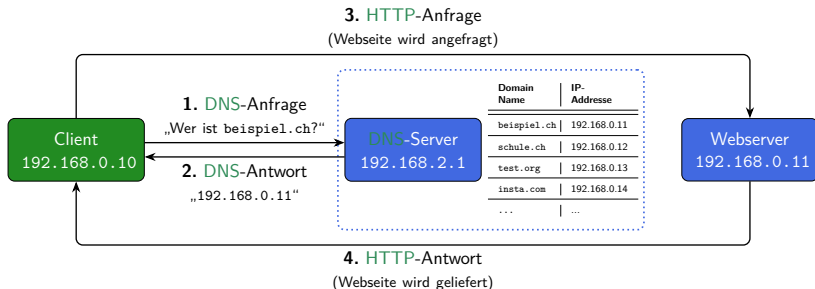 3. HTTP-Anfrage
(Webseite wird angefragt)
1. DNS-Anfrage
„Wer ist beispiel.ch?“
Client
192.168.0.10
2. DNS-Antwort
„192.168.0.11“
DNS-Server
192.168.2.1
Domain Name | IP-Addresse
beispiel.ch | 192.168.0.11
schule.ch | 192.168.0.12
test.org | 192.168.0.13
insta.com | 192.168.0.14
... | ...
Webserver
192.168.0.11
4. HTTP-Antwort
(Webseite wird geliefert)